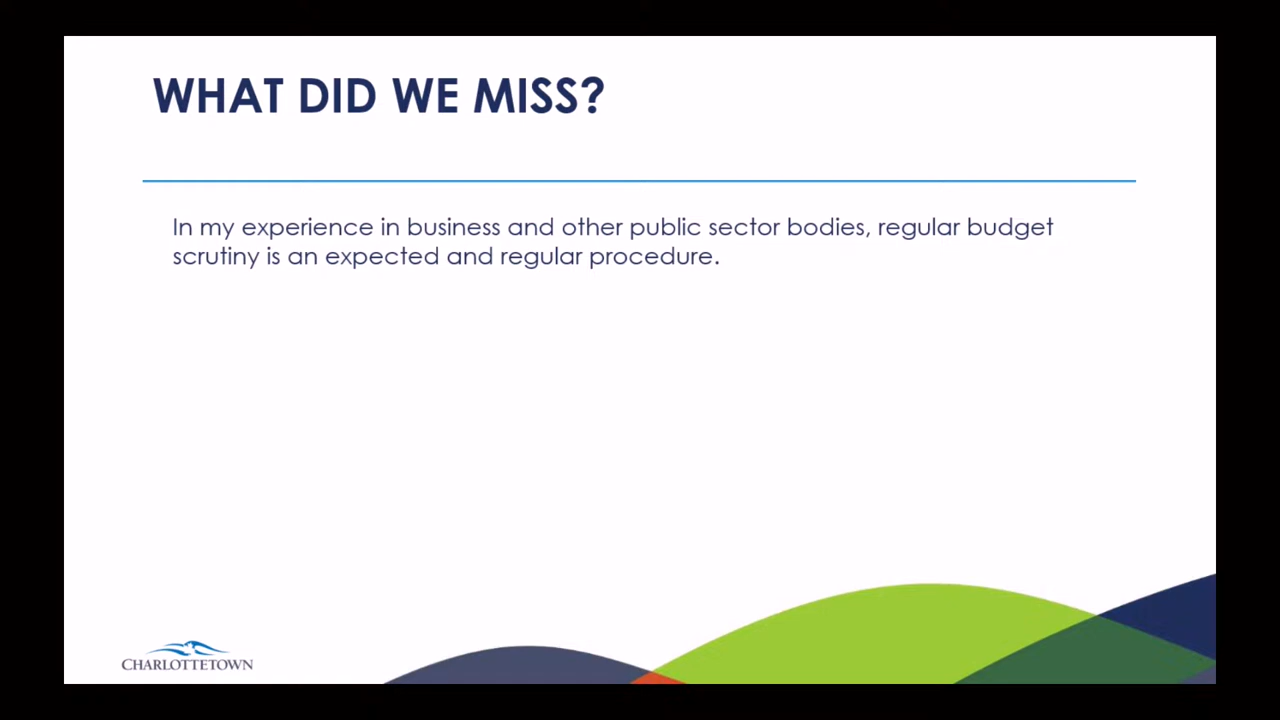 WHAT DID WE MISS?
In my experience in business and other public sector bodies, regular budget
scrutiny is an expected and regular procedure.
CHARLOTTETOWN